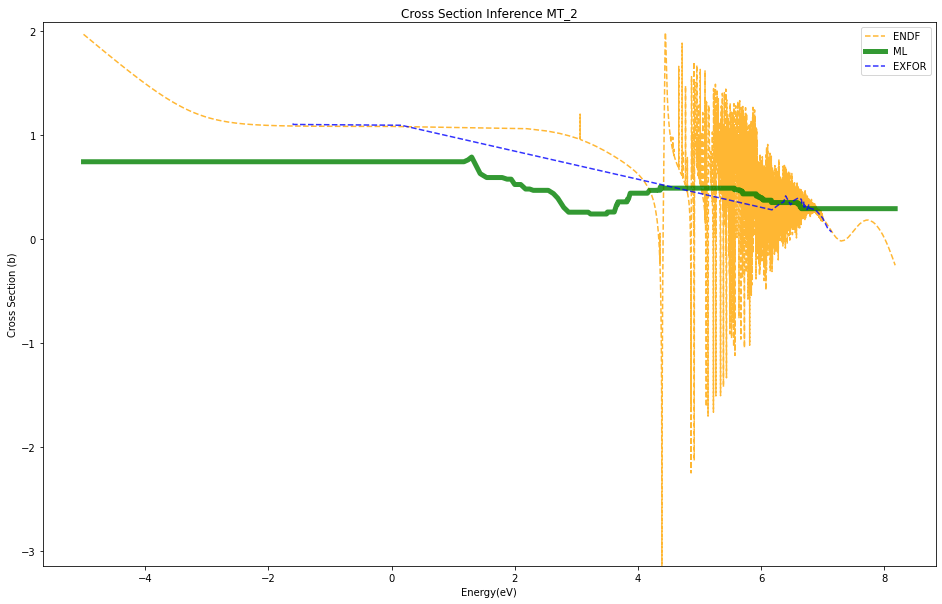 Cross Section Inference MT_2
ENDF
ML
EXFOR
Cross Section (b)
2
1
0
−1
−2
−3
−4
−2
0
2
4
6
8
Energy(eV)